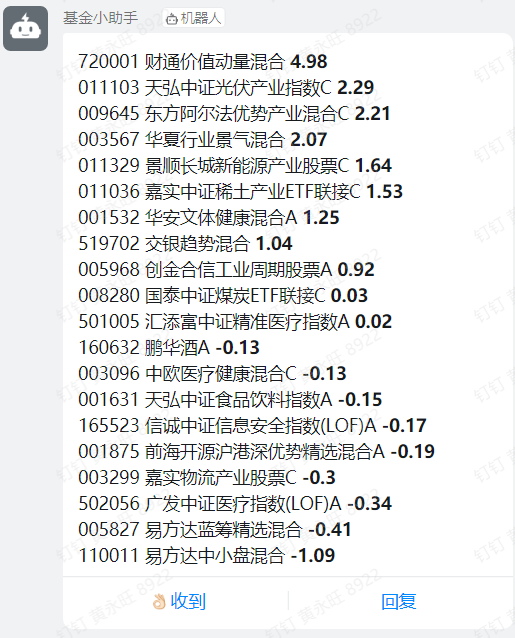 基金小助手 机器人
720001 财通价值动量混合 4.98
011103 天弘中证光伏产业指数C 2.29
009645 东方阿尔法优势产业混合C 2.21
003567 华夏行业景气混合 2.07
011329 景顺长城新能源产业股票C 1.64
011036 嘉实中证稀土产业ETF联接C 1.53
001532 华安文体健康混合A 1.25
519702 交银趋势混合 1.04
005968 创金合信工业周期股票A 0.92
008280 国泰中证煤炭ETF联接C 0.03
501005 汇添富中证精准医疗指数A 0.02
160632 鹏华酒A -0.13
003096 中欧医疗健康混合C -0.13
001631 天弘中证食品饮料指数A -0.15
165523 信诚中证信息安全指数(LOF)A -0.17
001875 前海开源沪港深优势精选混合A -0.19
003299 嘉实物流产业股票C -0.3
502056 广发中证医疗指数(LOF)A -0.34
005827 易方达蓝筹精选混合 -0.41
110011 易方达中小盘混合 -1.09
👌🏻收到 回复
钉钉 黄永旺 8922